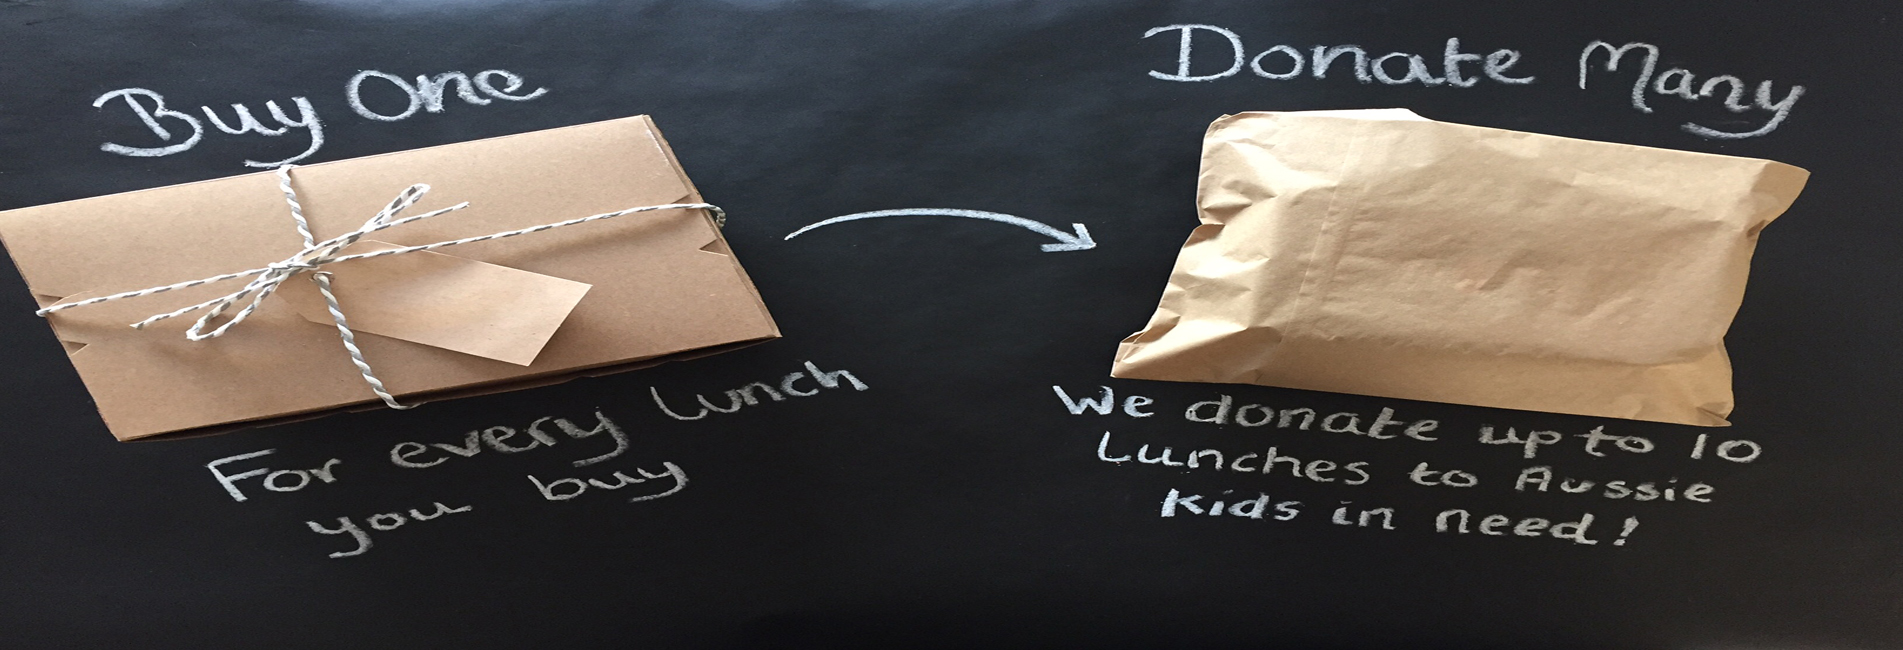 Buy One
For every lunch
you buy
Donate Many
We donate up to 10
Lunches to Aussie
Kids in need!